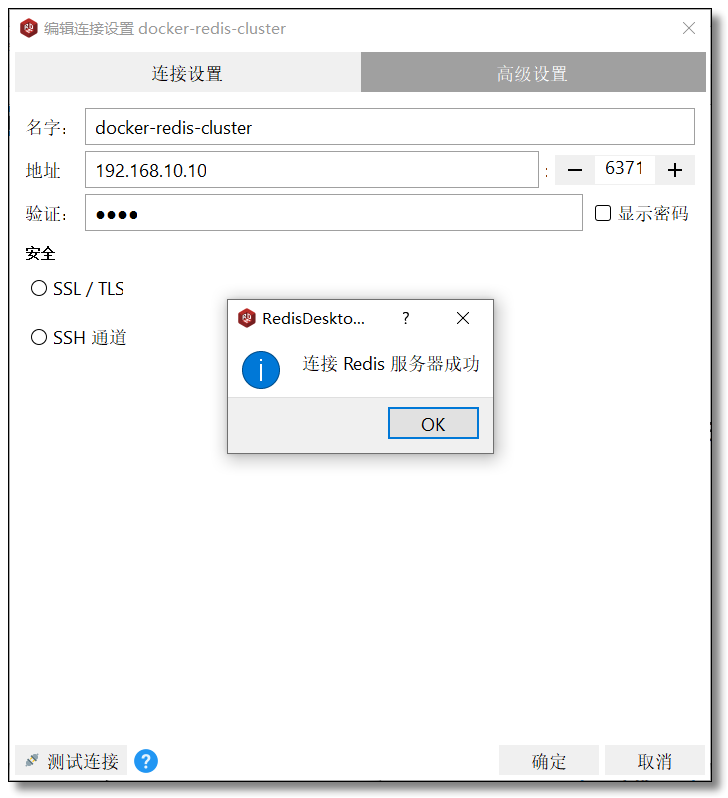 编辑连接设置 docker-redis-cluster
连接设置 高级设置
名字： docker-redis-cluster
地址 192.168.10.10 : 6371
验证： ●●●● 显示密码
安全
SSL / TLS
SSH 通道
RedisDeskto... ?
连接 Redis 服务器成功
OK
测试连接 ? 确定 取消